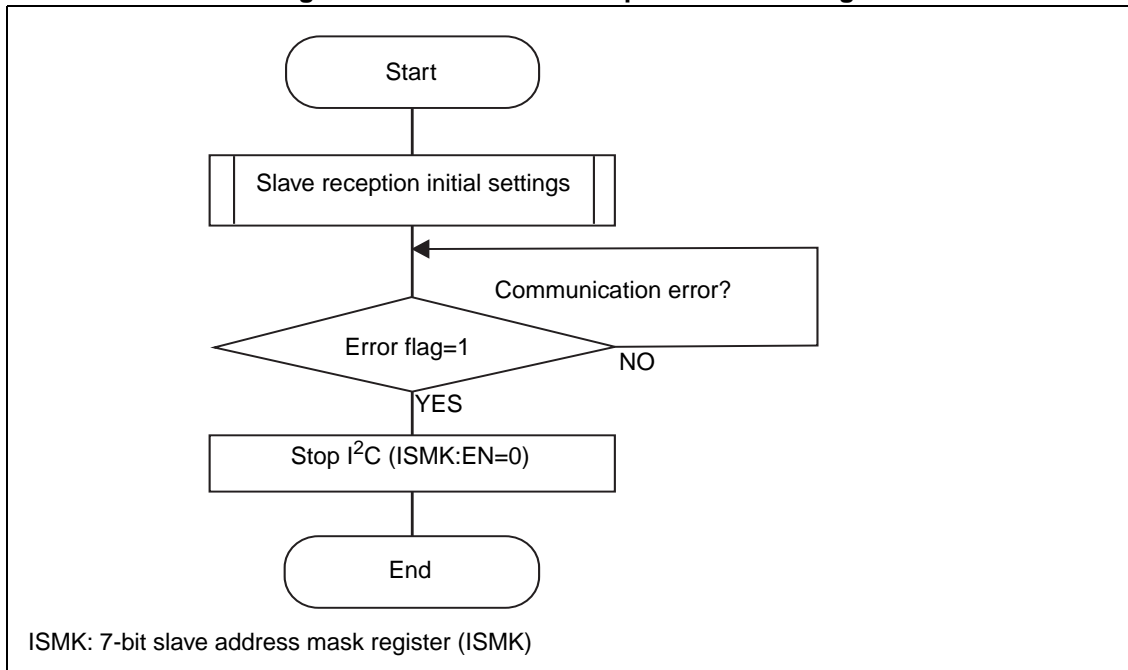 Start
Slave reception initial settings
Communication error?
Error flag=1
NO
YES
Stop I²C (ISMK:EN=0)
End
ISMK: 7-bit slave address mask register (ISMK)